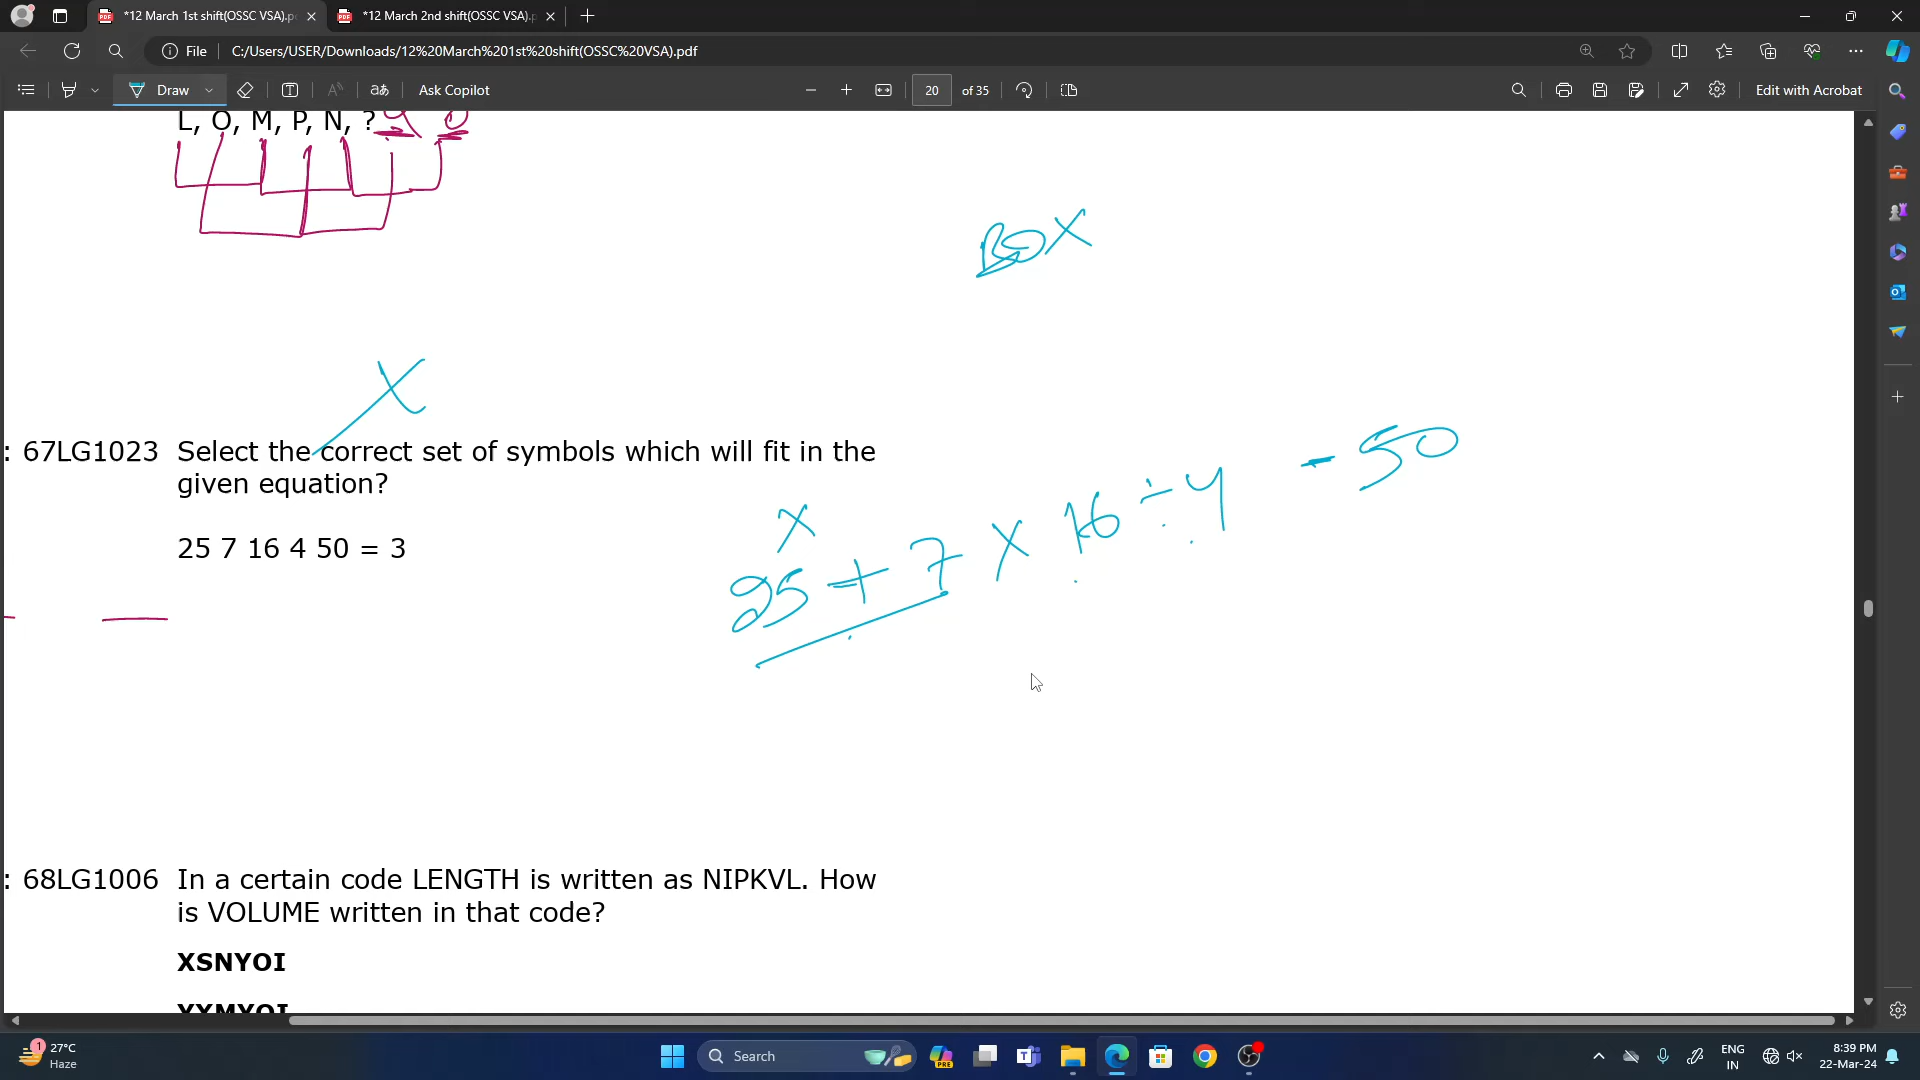 *12 March 1st shift(OSSC VSA).p
*12 March 2nd shift(OSSC VSA).p
File C:/Users/USER/Downloads/12%20March%201st%20shift(OSSC%20VSA).pdf
Draw Ask Copilot 20 of 35 Edit with Acrobat
L, O, M, P, N, ?
BOX
X
: 67LG1023 Select the correct set of symbols which will fit in the
given equation?
25 7 16 4 50 = 3
X
25 + 7 X 16 ÷ 4 - 50
: 68LG1006 In a certain code LENGTH is written as NIPKVL. How
is VOLUME written in that code?
XSNYOI
YXMYOI
1 27°C
Haze
Search
PRE
ENG
IN
8:39 PM
22-Mar-24